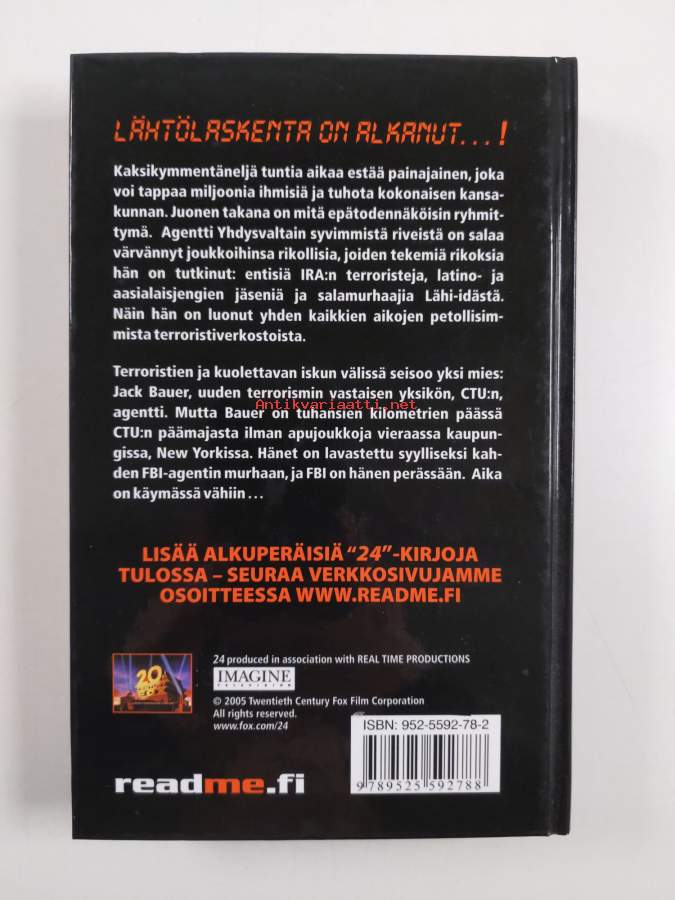 LÄHTÖLASKENTA ON ALKANUT...!
Kaksikymmentäneljä tuntia aikaa estää painajainen, joka
voi tappaa miljoonia ihmisiä ja tuhota kokonaisen kansa-
kunnan. Juonen takana on mitä epätodennäköisin ryhmit-
tymä. Agentti Yhdysvaltain syvimmistä riveistä on salaa
värvännyt joukkoihinsa rikollisia, joiden tekemiä rikoksia
hän on tutkinut: entisiä IRA:n terroristeja, latino- ja
aasialaisjengien jäseniä ja salamurhaajia Lähi-idästä.
Näin hän on luonut yhden kaikkien aikojen petollisim-
mista terroristiverkostoista.
Terroristien ja kuolettavan iskun välissä seisoo yksi mies:
Jack Bauer, uuden terrorismin vastaisen yksikön, CTU:n,
agentti. Mutta Bauer on tuhansien kilometrien päässä
Antikvariaatti.net
CTU:n päämajasta ilman apujoukkoja vieraassa kaupun-
gissa, New Yorkissa. Hänet on lavastettu syylliseksi kah-
den FBI-agentin murhaan, ja FBI on hänen perässään. Aika
on käymässä vähiin...
LISÄÄ ALKUPERÄISIÄ "24"-KIRJOJA
TULOSSA – SEURAA VERKKOSIVUJAMME
OSOITTEESSA WWW.README.FI
24 produced in association with REAL TIME PRODUCTIONS
IMAGINE
TELEVISION
20
© 2005 Twentieth Century Fox Film Corporation
All rights reserved.
www.fox.com/24
ISBN: 952-5592-78-2
9 789525 592788
readme.fi